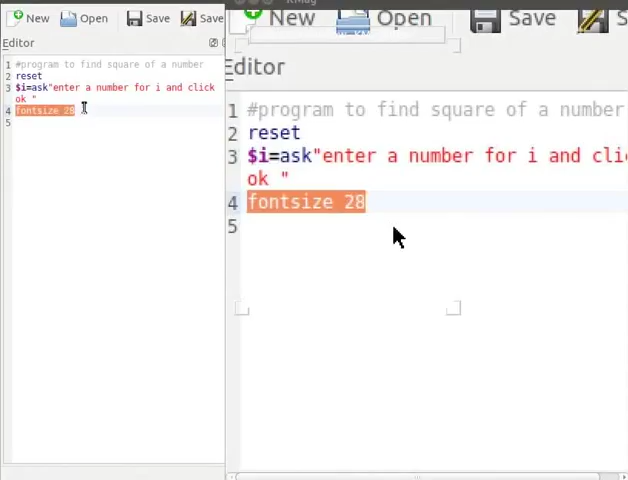 New Open Save Save
Editor
1 #program to find square of a number
2 reset
3 $i=ask"enter a number for i and click
ok "
4 fontsize 28
5
New Open Save S
Editor
1 #program to find square of a number
2 reset
3 $i=ask"enter a number for i and clic
ok "
4 fontsize 28
5